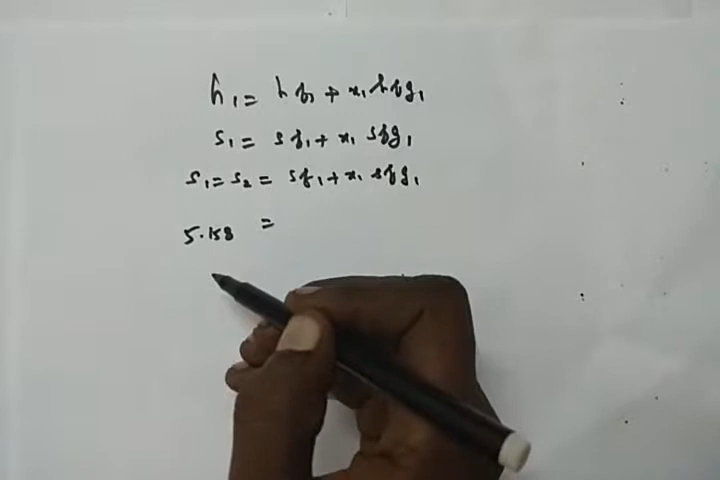 h₁ = hf₁ + x₁ hfg₁
s₁ = sf₁ + x₁ sfg₁
s₁ = s₂ = sf₁ + x₁ sfg₁
5.158 =